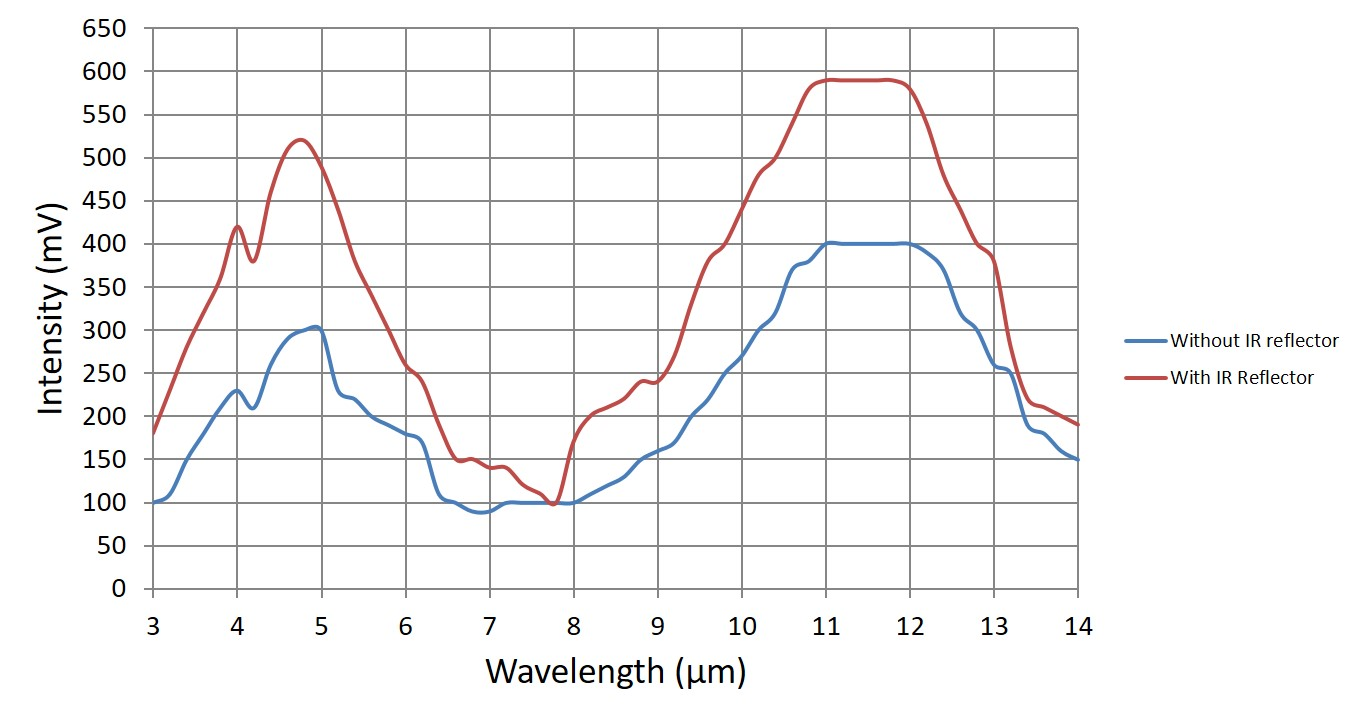 650
600
550
500
450
400
350
300
250
200
150
100
50
0
Intensity (mV)
3 4 5 6 7 8 9 10 11 12 13 14
Wavelength (µm)
Without IR reflector
With IR Reflector